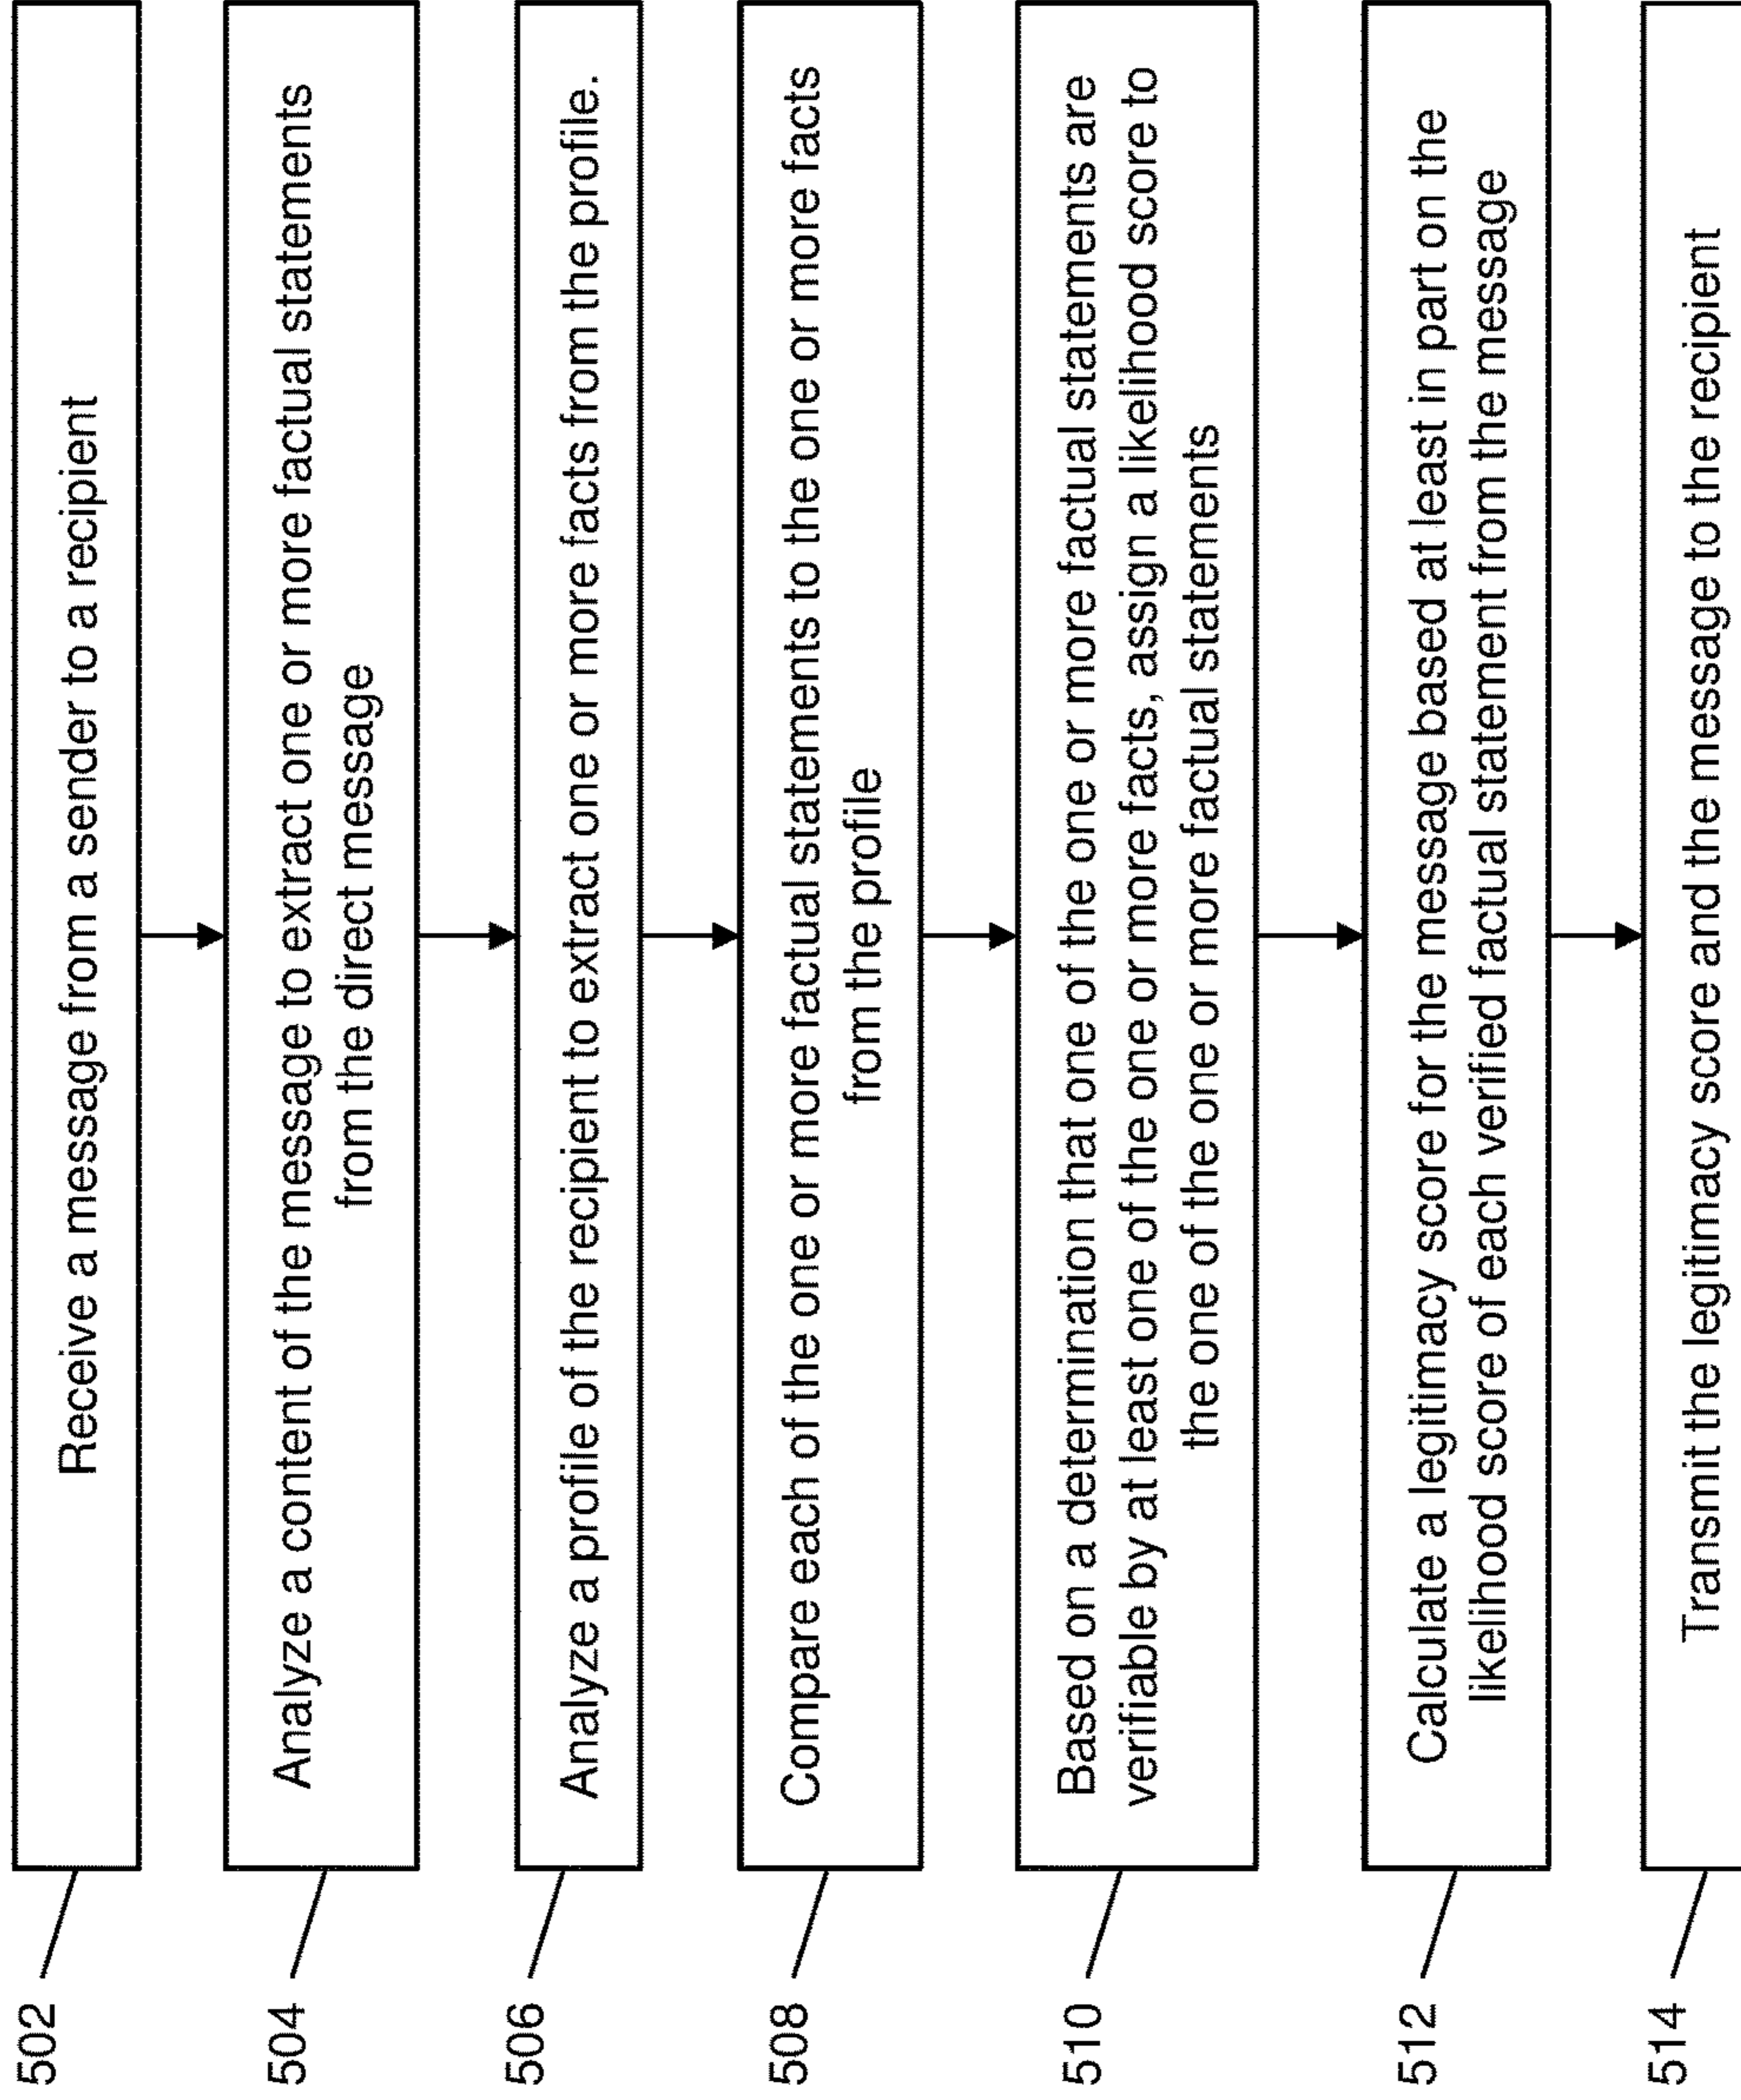 502
Receive a message from a sender to a recipient
504
Analyze a content of the message to extract one or more factual statements
from the direct message
506
Analyze a profile of the recipient to extract one or more facts from the profile.
508
Compare each of the one or more factual statements to the one or more facts
from the profile
510
Based on a determination that one of the one or more factual statements are
verifiable by at least one of the one or more facts, assign a likelihood score to
the one of the one or more factual statements
512
Calculate a legitimacy score for the message based at least in part on the
likelihood score of each verified factual statement from the message
514
Transmit the legitimacy score and the message to the recipient